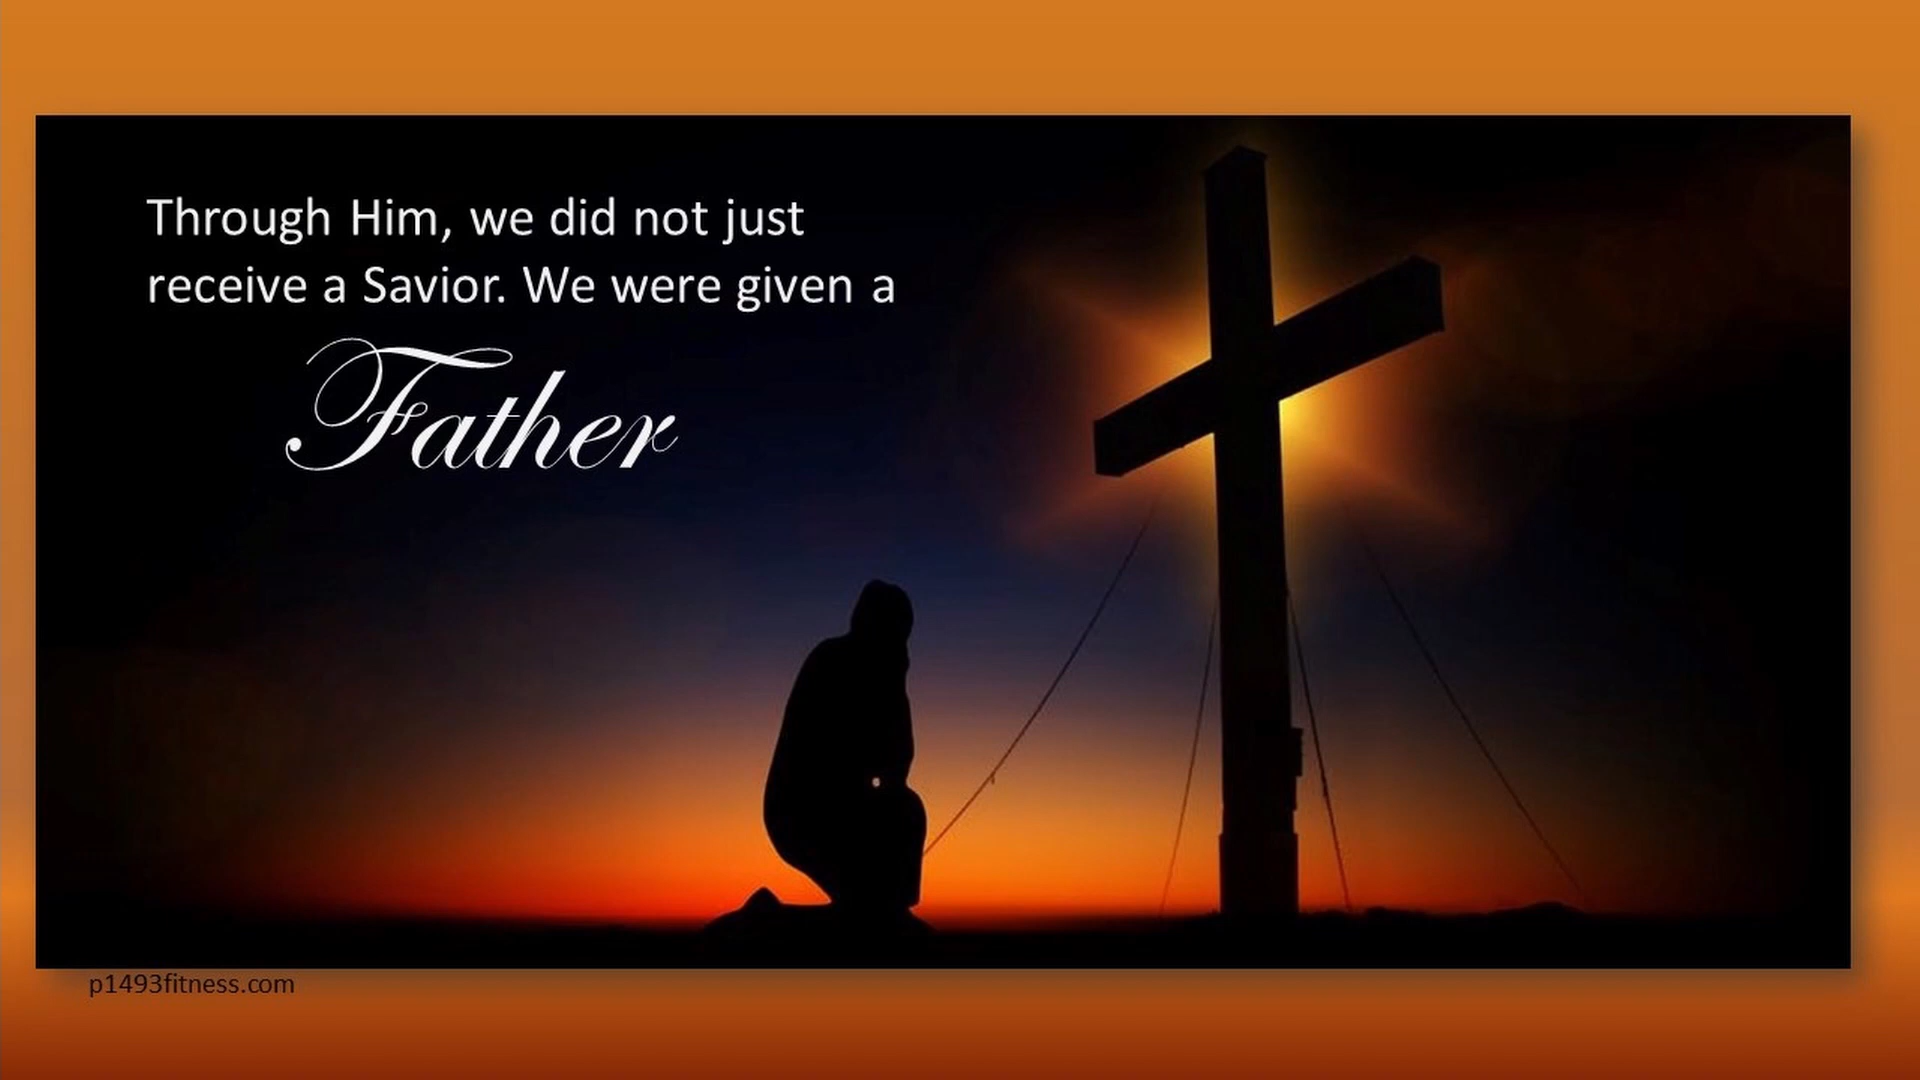 Through Him, we did not just
receive a Savior. We were given a
Father
p1493fitness.com